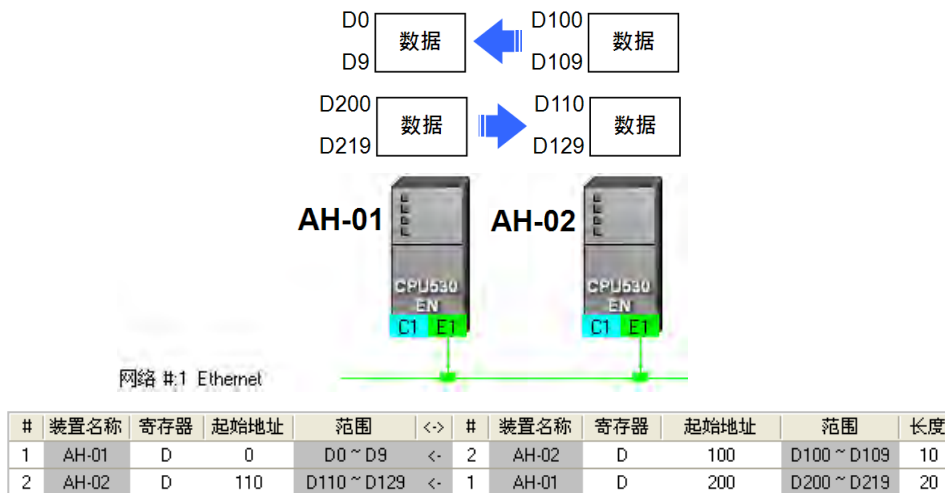 D0
D9
数据
D100
D109
数据
D200
D219
数据
D110
D129
数据
AH-01
AH-02
CPU530
EN
C1 E1
CPU530
EN
C1 E1
网络 #:1 Ethernet
# 装置名称 寄存器 起始地址 范围 <-> # 装置名称 寄存器 起始地址 范围 长度
1 AH-01 D 0 D0 ~ D9 <- 2 AH-02 D 100 D100 ~ D109 10
2 AH-02 D 110 D110 ~ D129 <- 1 AH-01 D 200 D200 ~ D219 20